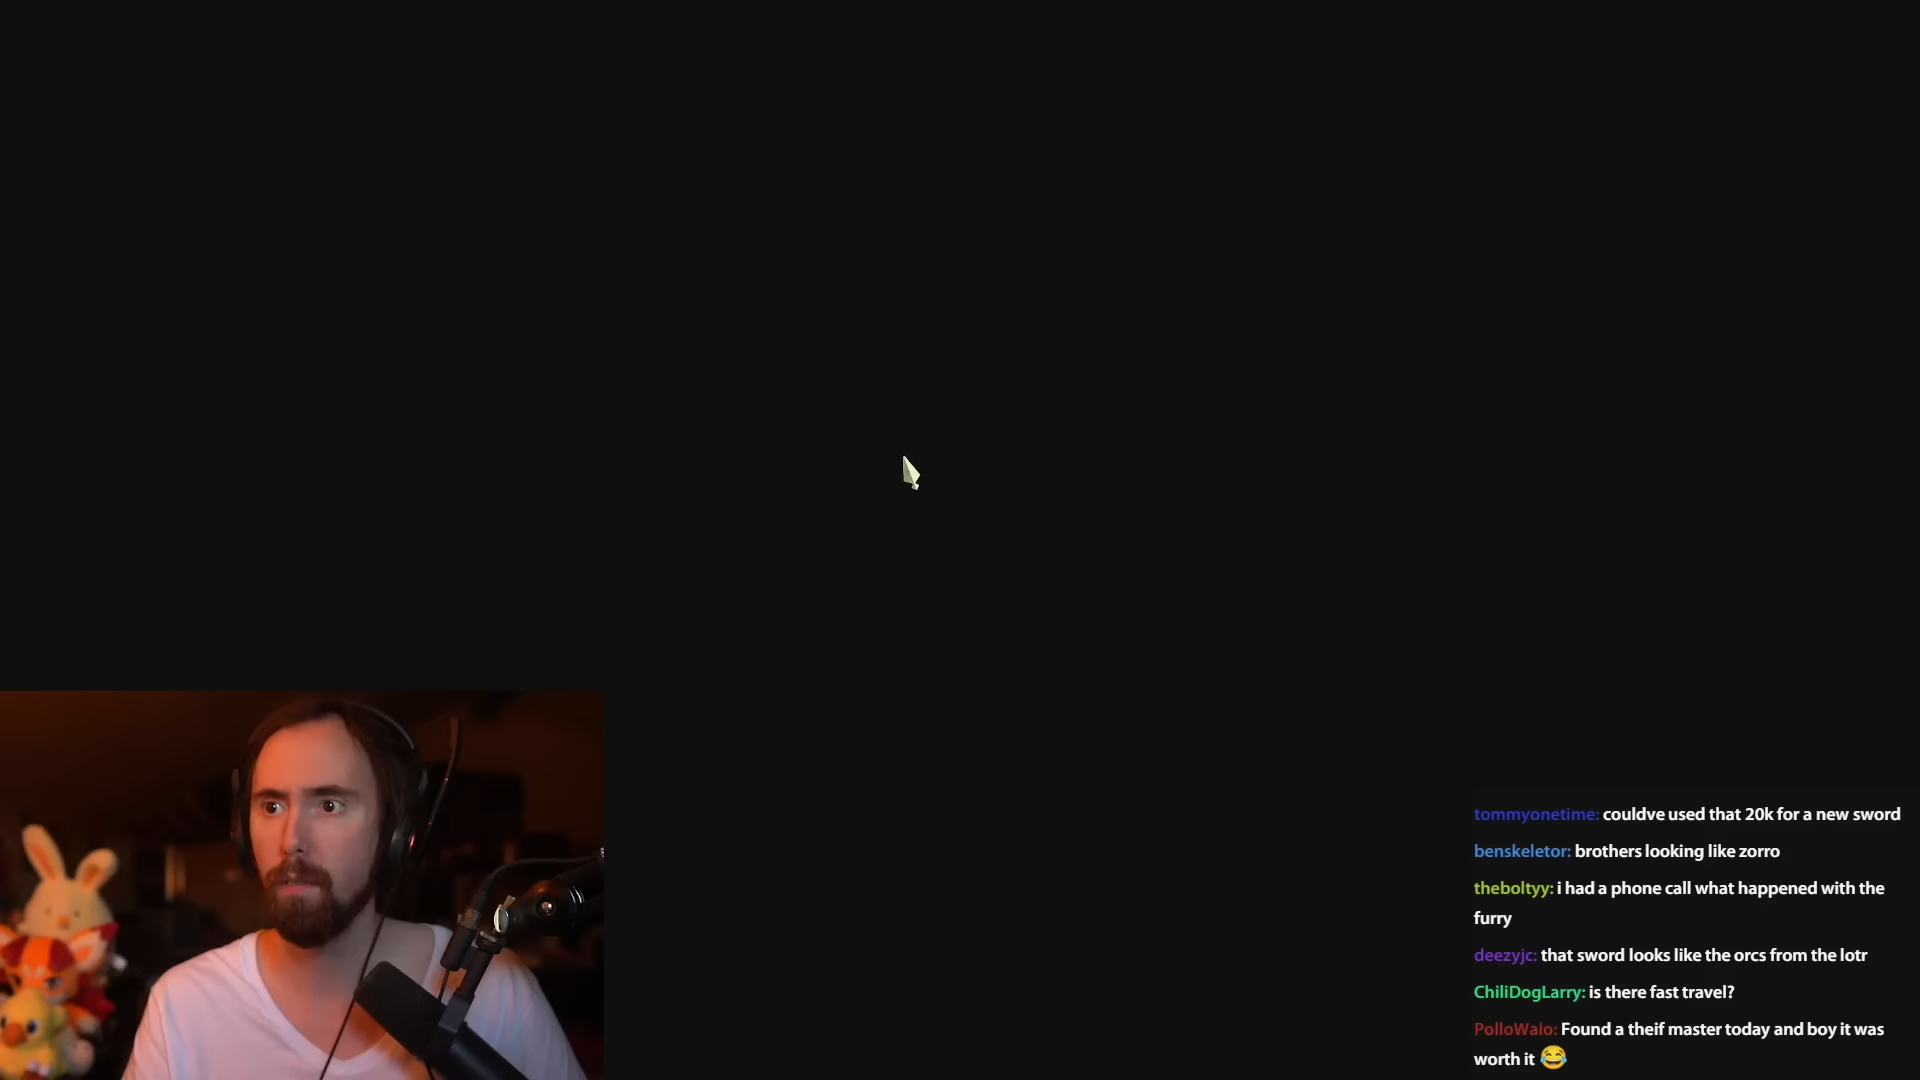 tommyonetime: couldve used that 20k for a new sword
benskeletor: brothers looking like zorro
theboltyy: i had a phone call what happened with the
furry
deezyjc: that sword looks like the orcs from the lotr
ChiliDogLarry: is there fast travel?
PolloWalo: Found a theif master today and boy it was
worth it 😂